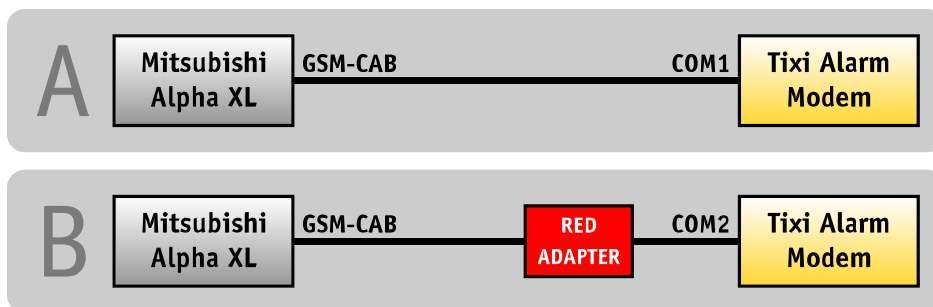 A
Mitsubishi
Alpha XL
GSM-CAB
COM1
Tixi Alarm
Modem
B
Mitsubishi
Alpha XL
GSM-CAB
RED
ADAPTER
COM2
Tixi Alarm
Modem